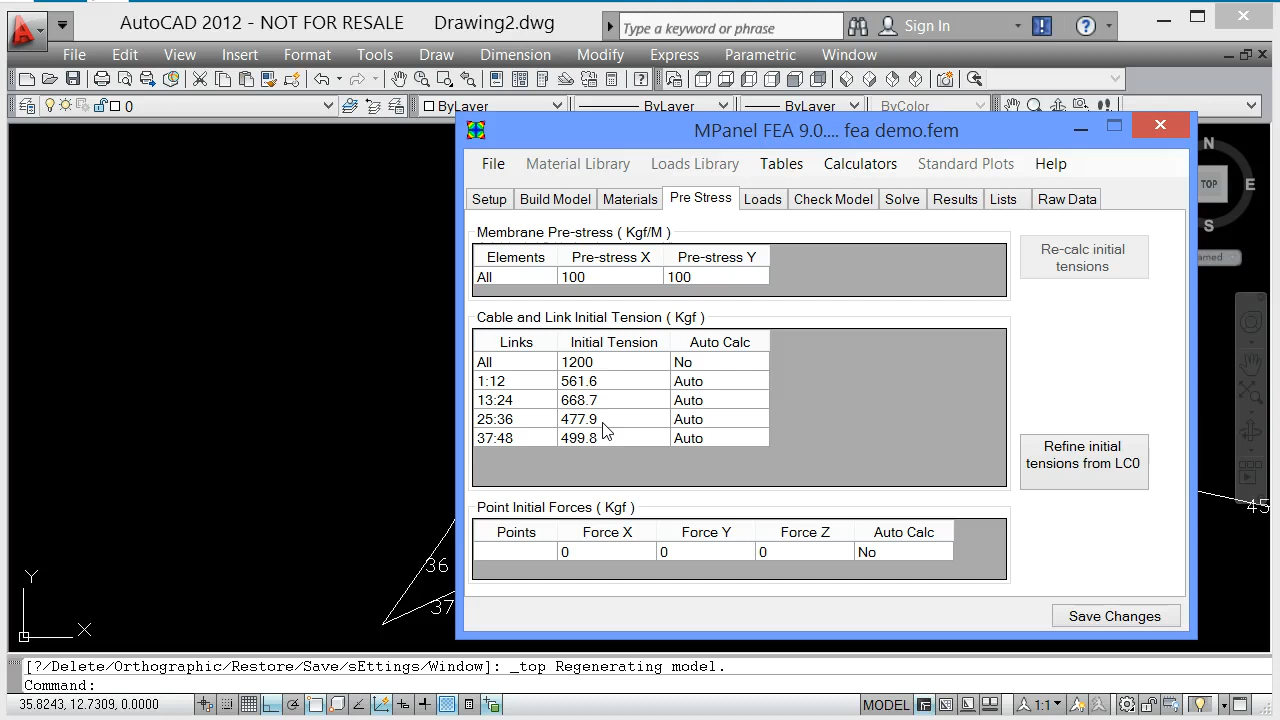 AutoCAD 2012 - NOT FOR RESALE Drawing2.dwg
Type a keyword or phrase
Sign In
File Edit View Insert Format Tools Draw Dimension Modify Express Parametric Window
0
ByLayer
ByLayer
ByLayer
ByColor
MPanel FEA 9.0.... fea demo.fem
File Material Library Loads Library Tables Calculators Standard Plots Help
Setup Build Model Materials Pre Stress Loads Check Model Solve Results Lists Raw Data
Membrane Pre-stress ( Kgf/M )
Elements Pre-stress X Pre-stress Y
All 100 100
Re-calc initial
tensions
Cable and Link Initial Tension ( Kgf )
Links Initial Tension Auto Calc
All 1200 No
1:12 561.6 Auto
13:24 668.7 Auto
25:36 477.9 Auto
37:48 499.8 Auto
Refine initial
tensions from LC0
Point Initial Forces ( Kgf )
Points Force X Force Y Force Z Auto Calc
0 0 0 No
Save Changes
N
TOP
E
S
amed
45
36
37
Y
X
[?/Delete/Orthographic/Restore/Save/sEttings/Window]: _top Regenerating model.
Command:
35.8243, 12.7309, 0.0000
MODEL
1:1